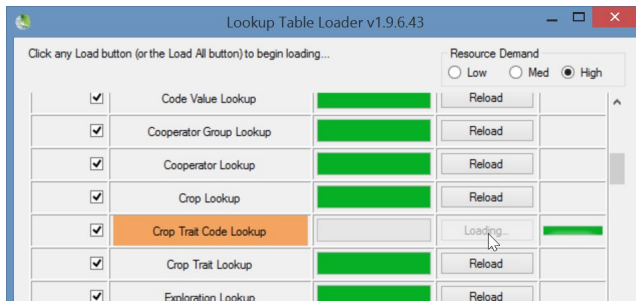 Lookup Table Loader v1.9.6.43
Click any Load button (or the Load All button) to begin loading...
Resource Demand
Low Med High
Code Value Lookup Reload
Cooperator Group Lookup Reload
Cooperator Lookup Reload
Crop Lookup Reload
Crop Trait Code Lookup Loading...
Crop Trait Lookup Reload
Exploration Lookup Reload